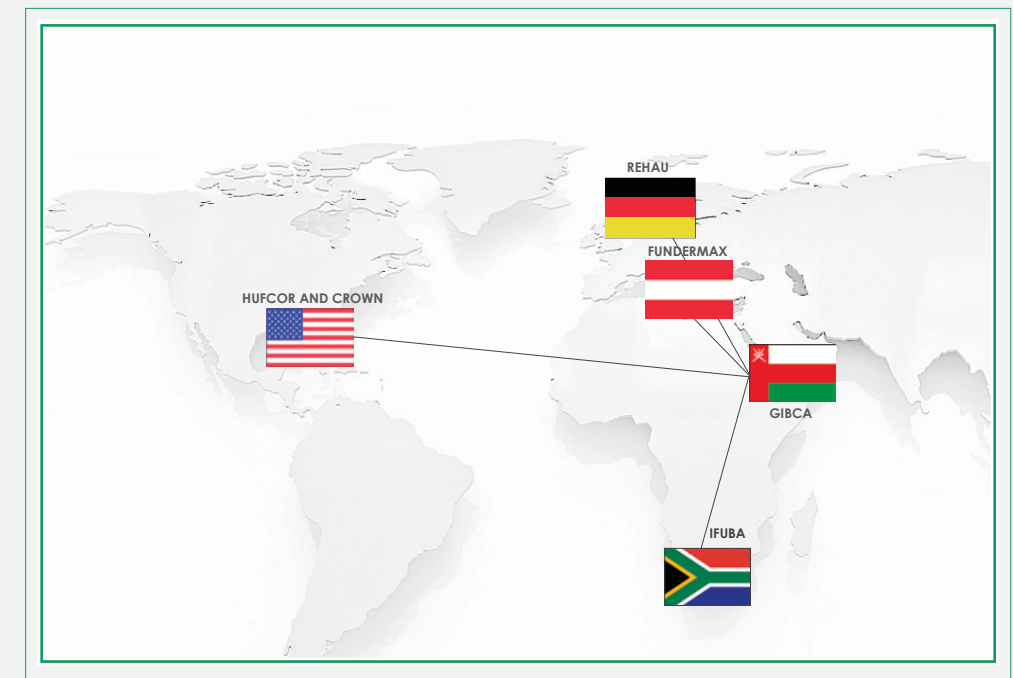 REHAU
FUNDERMAX
HUFCOR AND CROWN
GIBCA
IFUBA